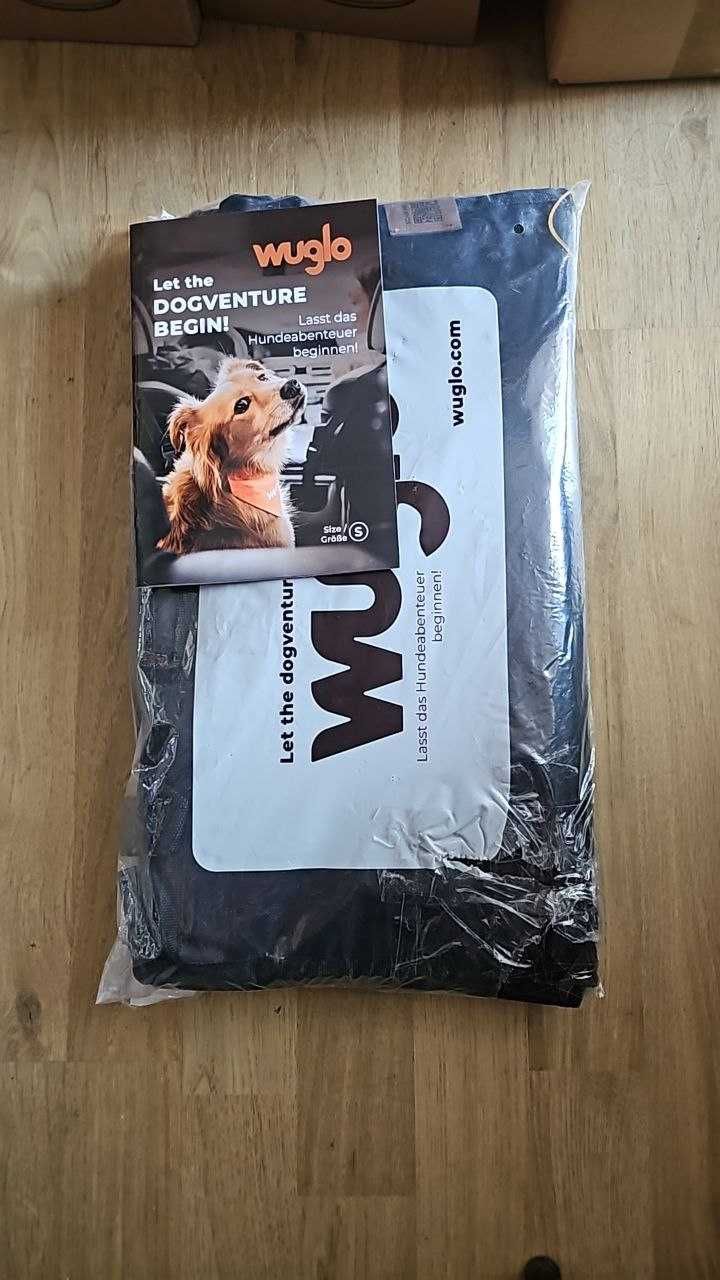 wuglo
Let the
DOGVENTURE
BEGIN!
Lasst das
Hundeabenteuer
beginnen!
Size /
Größe S
wuglo.com
Let the dogventur
wug
Lasst das Hundeabenteuer
beginnen!